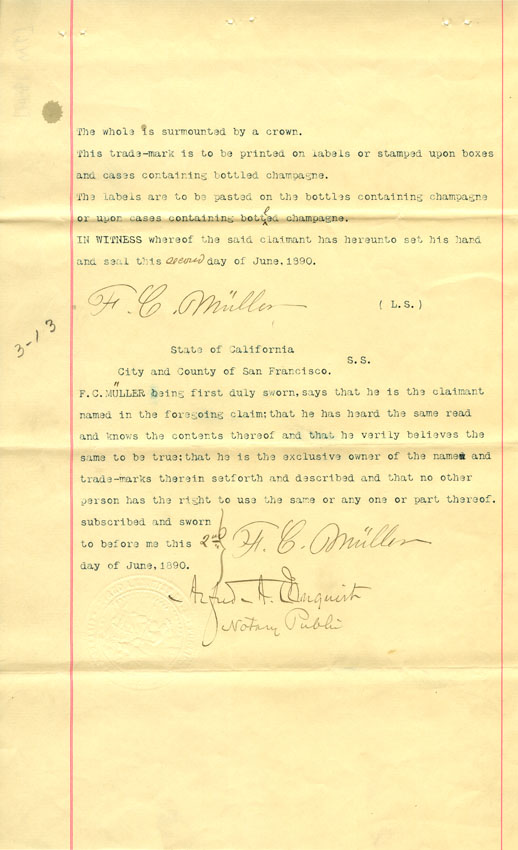 The whole is surmounted by a crown.
This trade-mark is to be printed on labels or stamped upon boxes
and cases containing bottled champagne.
The labels are to be pasted on the bottles containing champagne
or upon cases containing bottled champagne.
IN WITNESS whereof the said claimant has hereunto set his hand
and seal this second day of June, 1890.
F. C. Müller (L.S.)
3-13
State of California
S.S.
City and County of San Francisco.
F.C. MÜLLER being first duly sworn, says that he is the claimant
named in the foregoing claim: that he has heard the same read
and knows the contents thereof and that he verily believes the
same to be true: that he is the exclusive owner of the name and
trade-marks therein setforth and described and that no other
person has the right to use the same or any one or part thereof.
subscribed and sworn
to before me this 2nd F. C. Müller
day of June, 1890.
Alfred A. Enquist
Notary Public